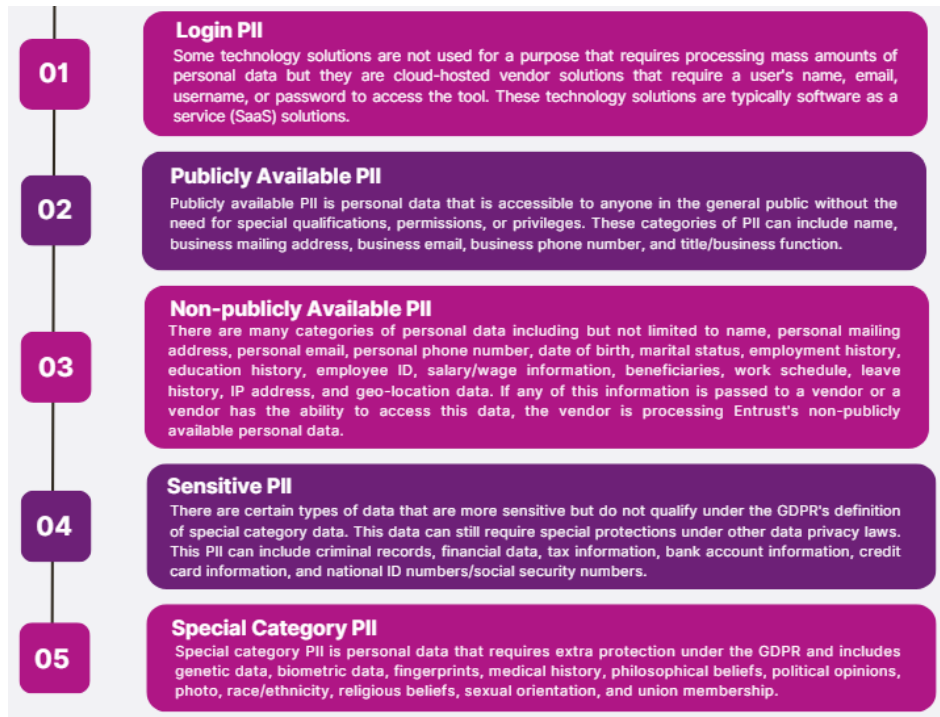 01
Login PII
Some technology solutions are not used for a purpose that requires processing mass amounts of
personal data but they are cloud-hosted vendor solutions that require a user's name, email,
username, or password to access the tool. These technology solutions are typically software as a
service (SaaS) solutions.
02
Publicly Available PII
Publicly available PII is personal data that is accessible to anyone in the general public without the
need for special qualifications, permissions, or privileges. These categories of PII can include name,
business mailing address, business email, business phone number, and title/business function.
03
Non-publicly Available PII
There are many categories of personal data including but not limited to name, personal mailing
address, personal email, personal phone number, date of birth, marital status, employment history,
education history, employee ID, salary/wage information, beneficiaries, work schedule, leave
history, IP address, and geo-location data. If any of this information is passed to a vendor or a
vendor has the ability to access this data, the vendor is processing Entrust's non-publicly
available personal data.
04
Sensitive PII
There are certain types of data that are more sensitive but do not qualify under the GDPR's definition
of special category data. This data can still require special protections under other data privacy laws.
This PII can include criminal records, financial data, tax information, bank account information, credit
card information, and national ID numbers/social security numbers.
05
Special Category PII
Special category PII is personal data that requires extra protection under the GDPR and includes
genetic data, biometric data, fingerprints, medical history, philosophical beliefs, political opinions,
photo, race/ethnicity, religious beliefs, sexual orientation, and union membership.